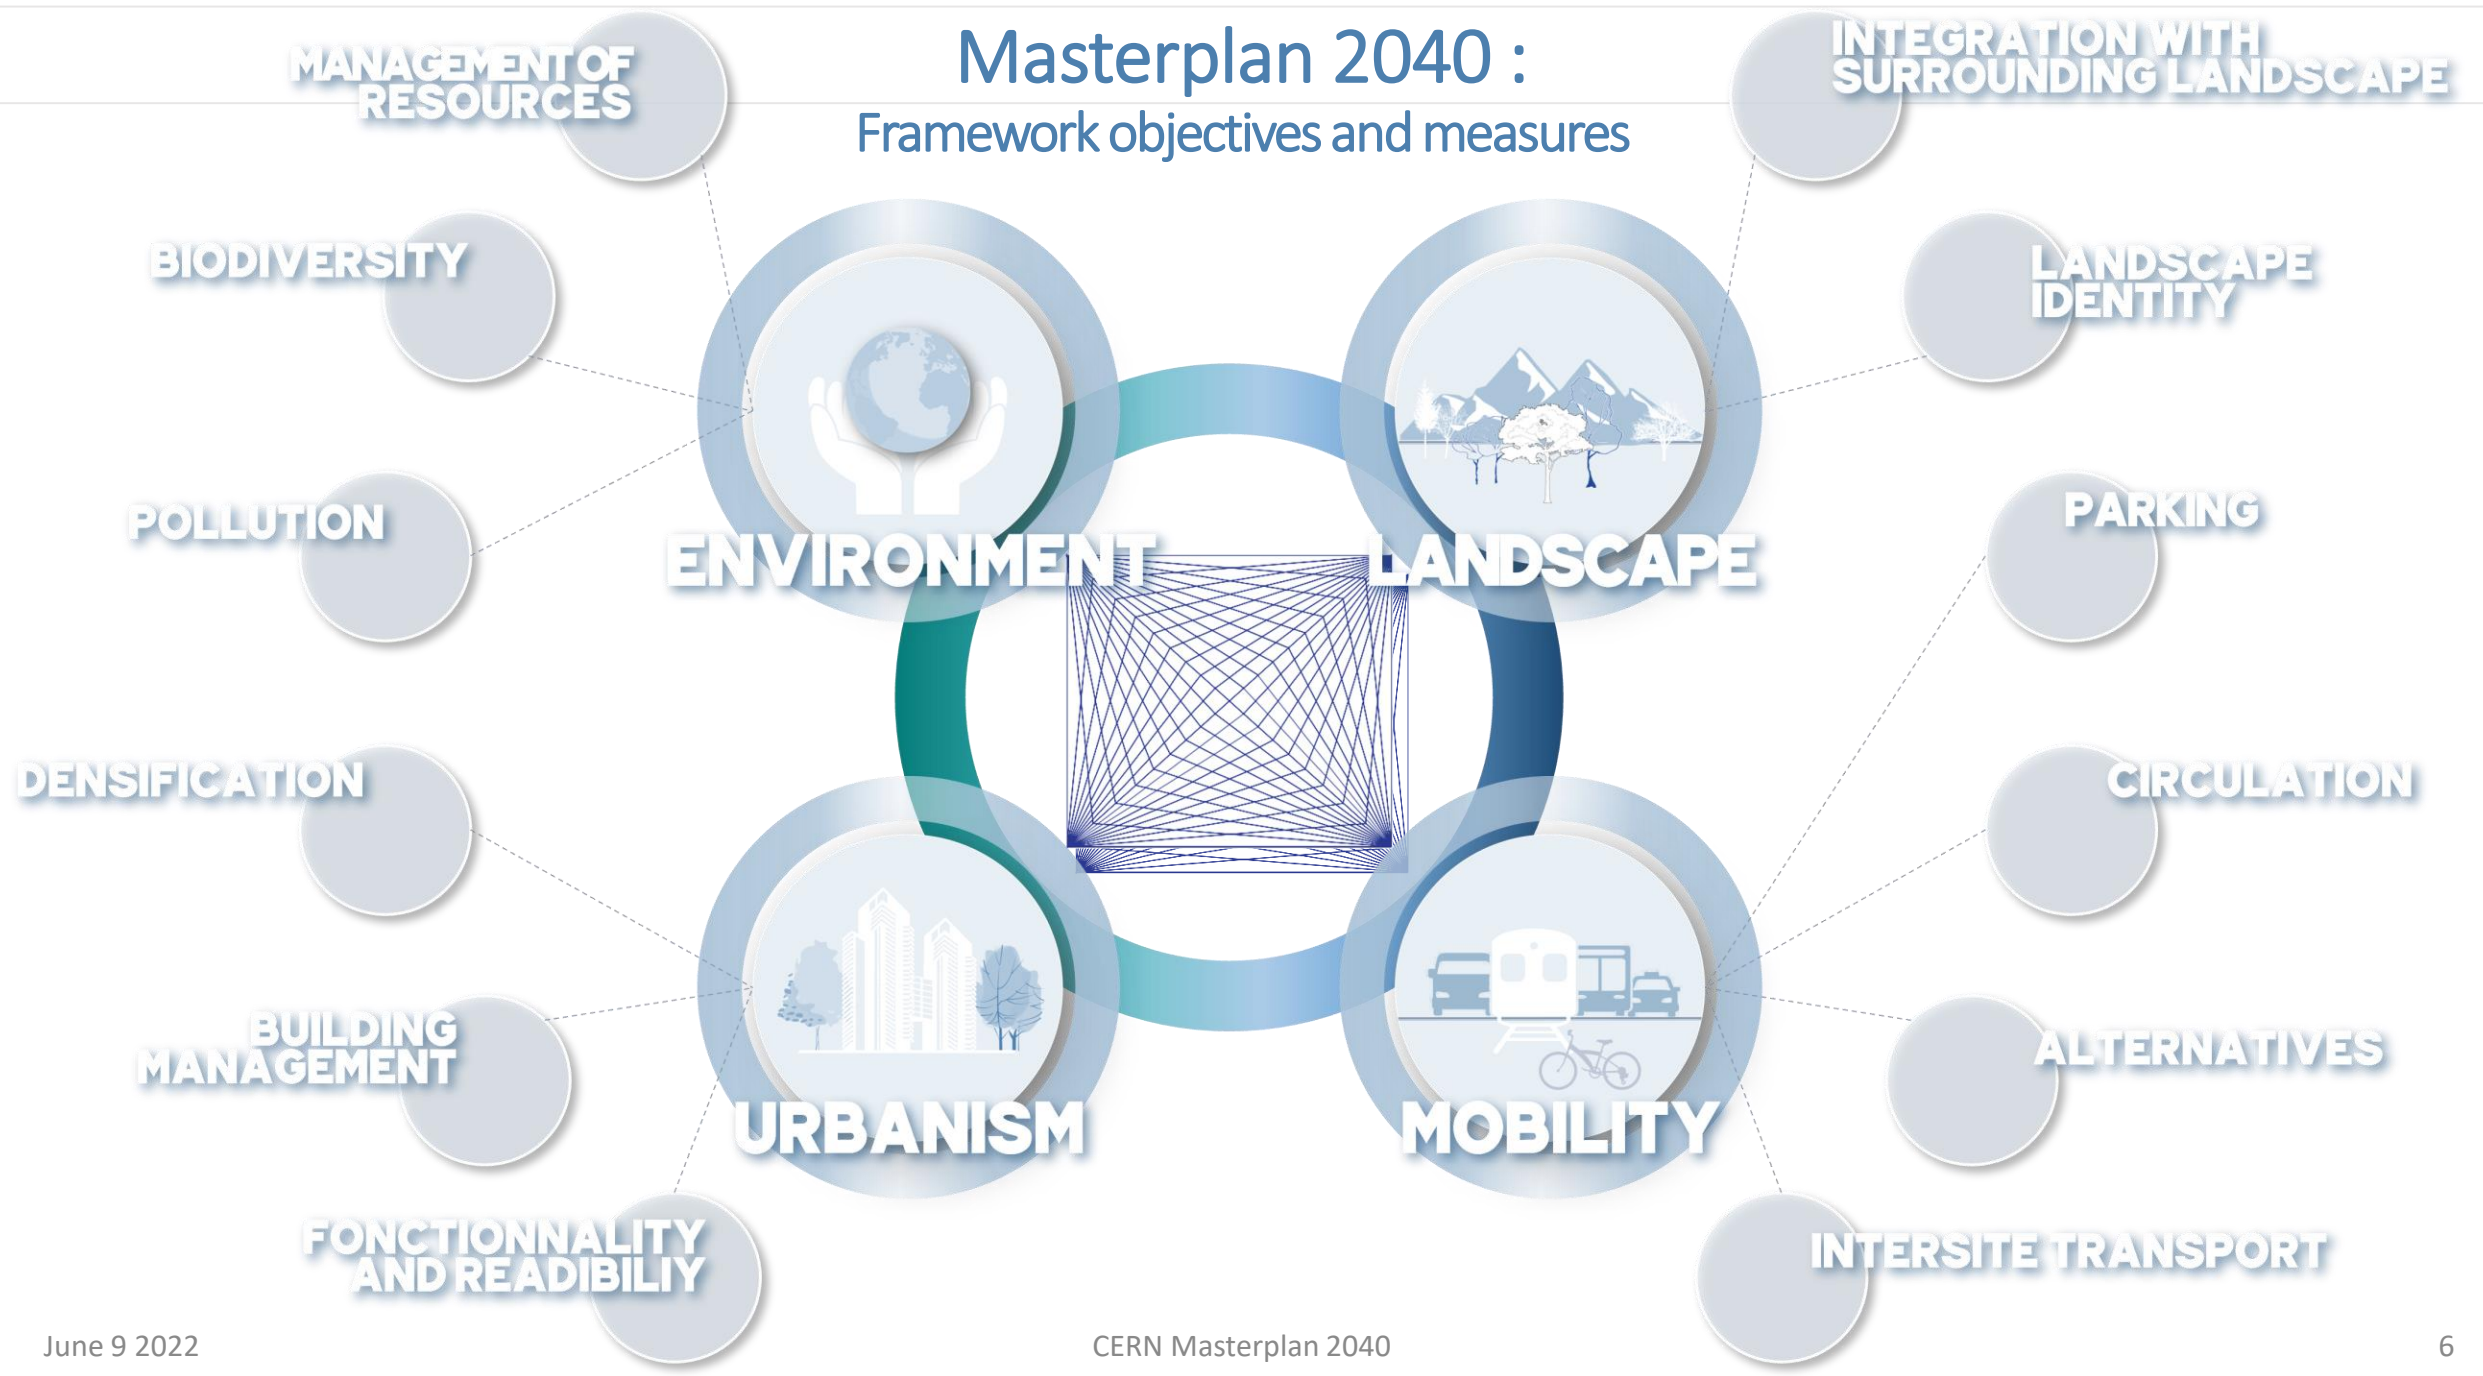 Masterplan 2040 :
Framework objectives and measures
MANAGEMENT OF
RESOURCES
BIODIVERSITY
POLLUTION
ENVIRONMENT
INTEGRATION WITH
SURROUNDING LANDSCAPE
LANDSCAPE
IDENTITY
LANDSCAPE
DENSIFICATION
BUILDING
MANAGEMENT
FONCTIONNALITY
AND READIBILIY
URBANISM
PARKING
CIRCULATION
ALTERNATIVES
INTERSITE TRANSPORT
MOBILITY
June 9 2022
CERN Masterplan 2040
6